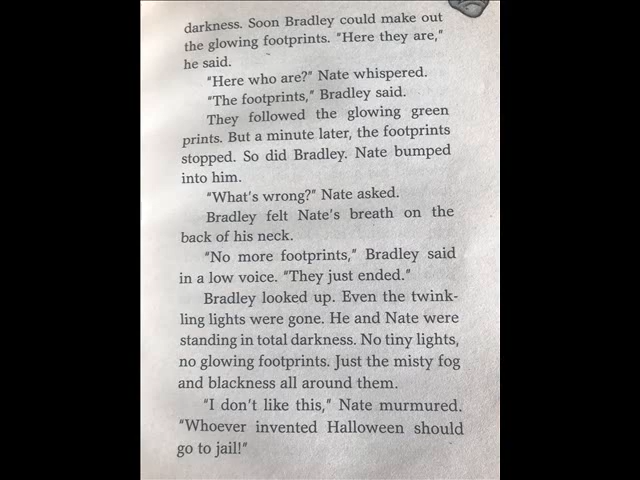 darkness. Soon Bradley could make out
the glowing footprints. "Here they are,"
he said.
"Here who are?" Nate whispered.
"The footprints," Bradley said.
They followed the glowing green
prints. But a minute later, the footprints
stopped. So did Bradley. Nate bumped
into him.
"What's wrong?" Nate asked.
Bradley felt Nate's breath on the
back of his neck.
"No more footprints," Bradley said
in a low voice. "They just ended."
Bradley looked up. Even the twink-
ling lights were gone. He and Nate were
standing in total darkness. No tiny lights,
no glowing footprints. Just the misty fog
and blackness all around them.
"I don't like this," Nate murmured.
"Whoever invented Halloween should
go to jail!"